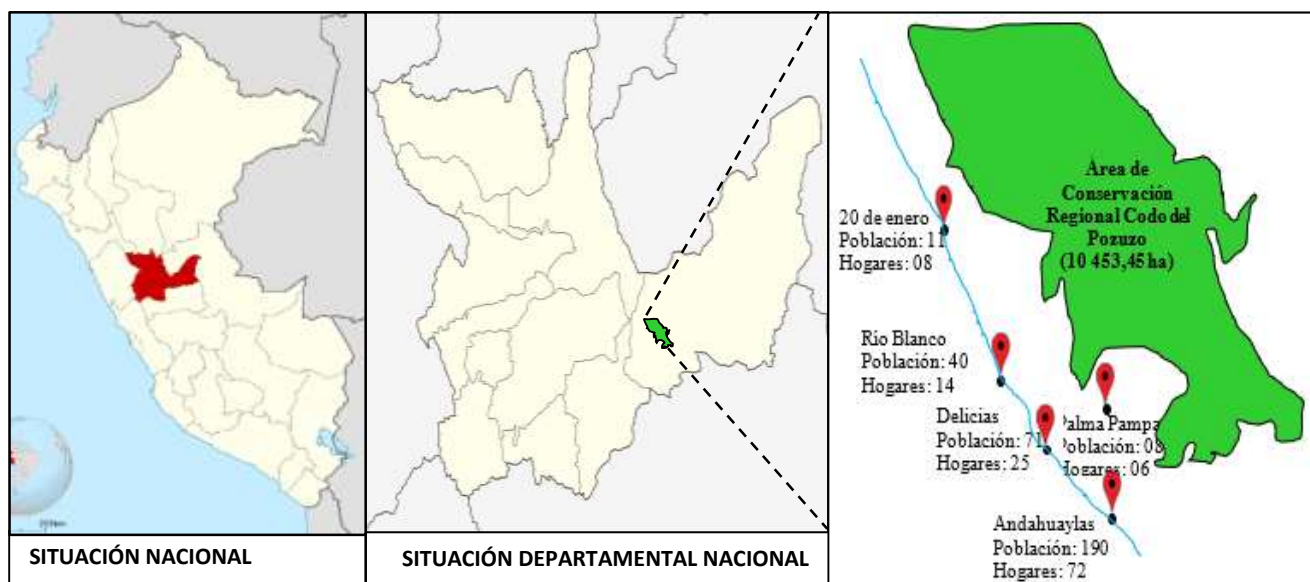 SITUACIÓN NACIONAL
SITUACIÓN DEPARTAMENTAL NACIONAL
Área de
Conservación
Regional Codo del
Pozuzo
(10 453,45 ha)
20 de enero
Población: 11
Hogares: 08
Río Blanco
Población: 40
Hogares: 14
Delicias
Población: 71
Hogares: 25
Palma Pampa
Población: 08
Hogares: 06
Andahuaylas
Población: 190
Hogares: 72